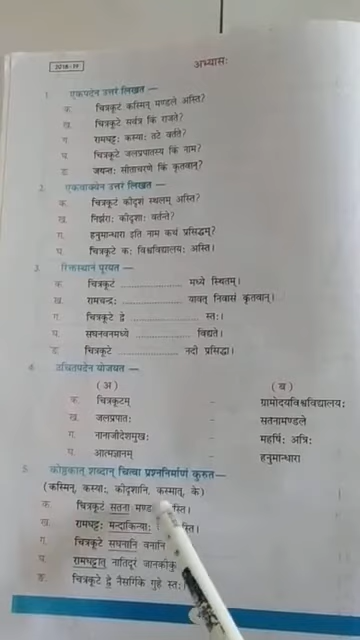 2018-19
अभ्यासः
1. एकपदेन उत्तरं लिखत —
क. चित्रकूटं कस्मिन् मण्डले अस्ति?
ख. चित्रकूटे सर्वत्र किं राजते?
ग. रामघट्टः कस्याः तटे वर्तते?
घ. चित्रकूटे जलप्रपातस्य किं नाम?
ङ. जयन्तः सीताचरणे किं कृतवान्?
2. एकवाक्येन उत्तरं लिखत —
क. चित्रकूटं कीदृशं स्थलम् अस्ति?
ख. निर्झराः कीदृशाः वर्तन्ते?
ग. हनुमान्धारा इति नाम कथं प्रसिद्धम्?
घ. चित्रकूटे कः विश्वविद्यालयः अस्ति।
3. रिक्तस्थानं पूरयत —
क. चित्रकूटं .................... मध्ये स्थितम्।
ख. रामचन्द्रः .................... यावत् निवासं कृतवान्।
ग. चित्रकूटे द्वे .................... स्तः।
घ. सघनवनमध्ये .................... विद्यते।
ङ. चित्रकूटे .................... नदी प्रसिद्धा।
4. उचितपदेन योजयत —
(अ) (ब)
क. चित्रकूटम् - ग्रामोदयविश्वविद्यालयः
ख. जलप्रपातः - सतनामण्डले
ग. नानाजीदेशमुखः - महर्षिः अत्रिः
घ. आत्मज्ञानम् - हनुमान्धारा
5. कोष्ठकात् शब्दान् चित्वा प्रश्ननिर्माणं कुरुत—
(कस्मिन्, कस्याः, कीदृशानि, कस्मात्, के)
क. चित्रकूटं सतना
ख. रामघट्टः मन्दाकिन्याः
ग. चित्रकूटे सघनानि वनानि
घ. रामघट्टात् नातिदूरं
ङ. चित्रकूटे द्वे नैसर्गिके गुहे स्तः।